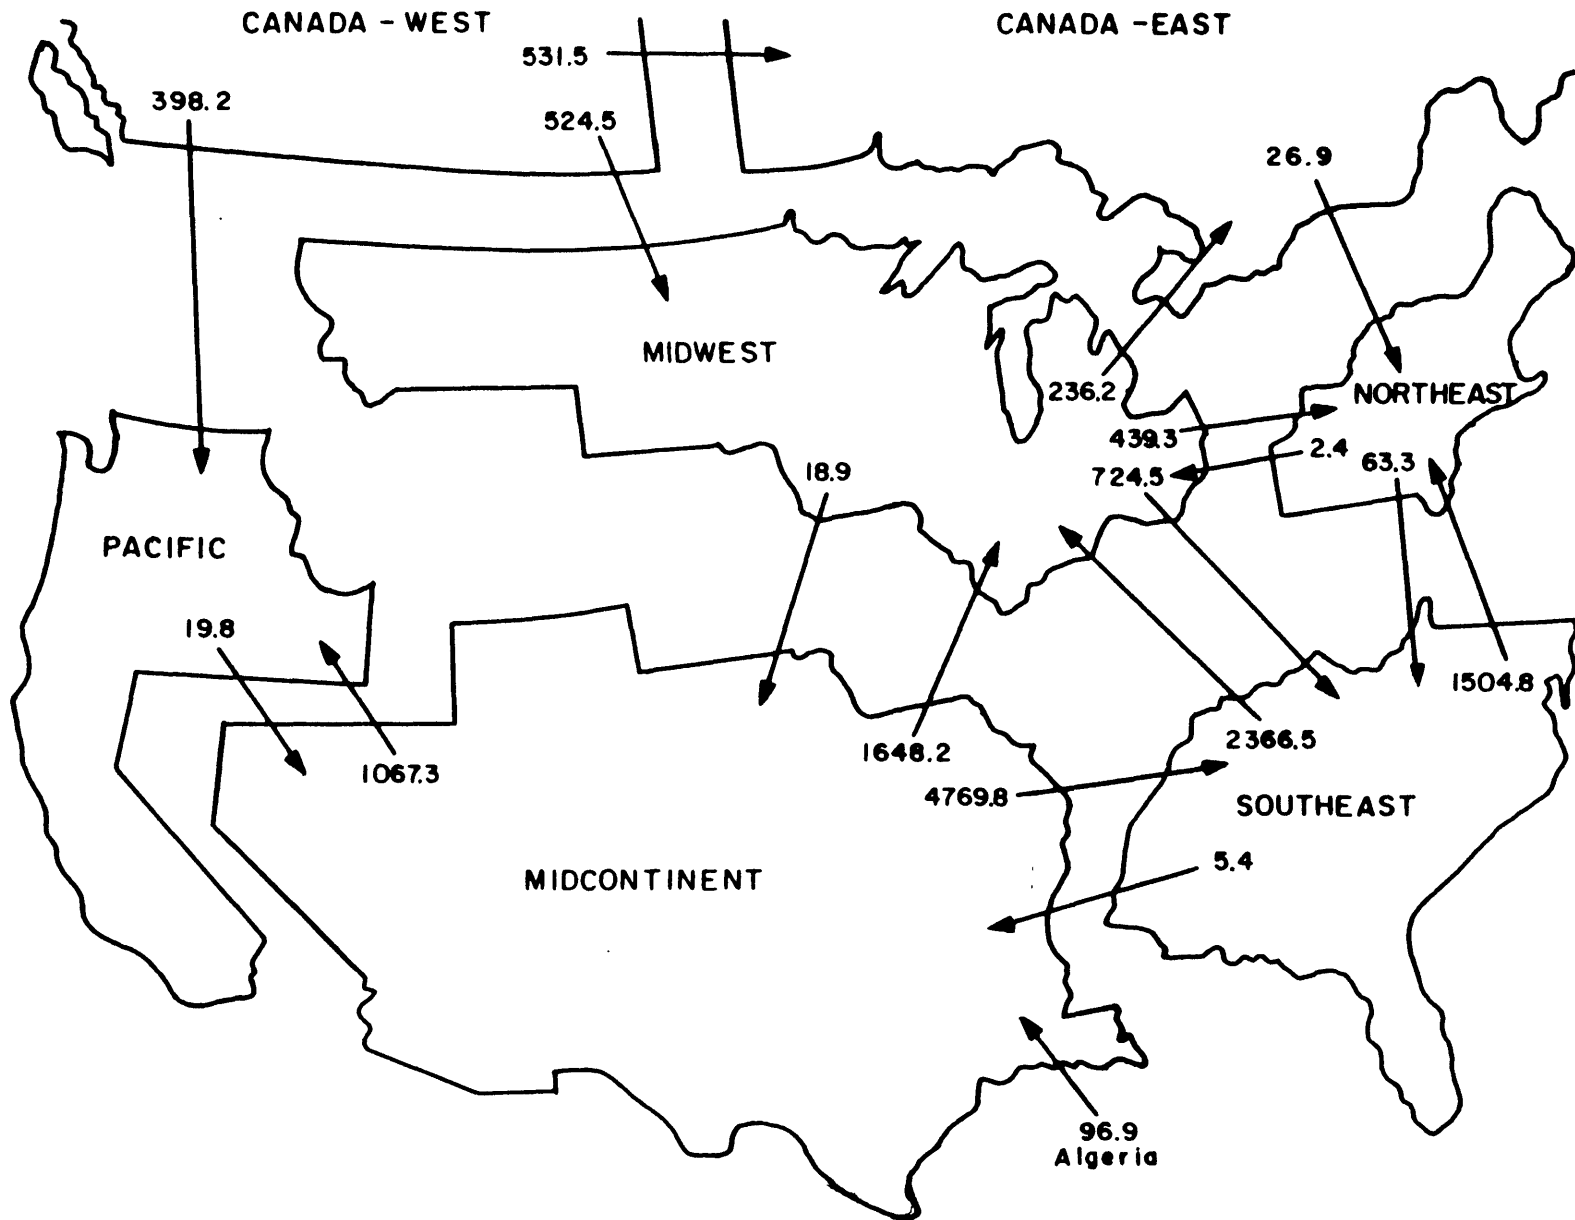 CANADA - WEST
CANADA - EAST
531.5
398.2
524.5
26.9
MIDWEST
236.2
NORTHEAST
439.3
2.4
18.9
724.5
63.3
PACIFIC
19.8
1504.8
1067.3
1648.2
2366.5
4769.8
SOUTHEAST
5.4
MIDCONTINENT
96.9
Algeria